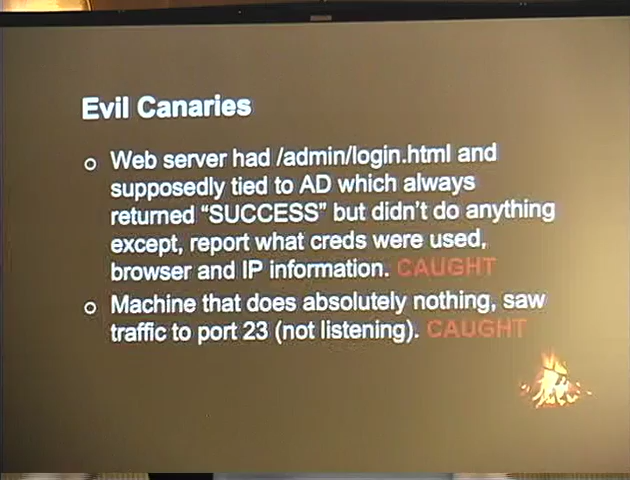 Evil Canaries
Web server had /admin/login.html and
supposedly tied to AD which always
returned “SUCCESS” but didn’t do anything
except, report what creds were used,
browser and IP information. CAUGHT
Machine that does absolutely nothing, saw
traffic to port 23 (not listening). CAUGHT